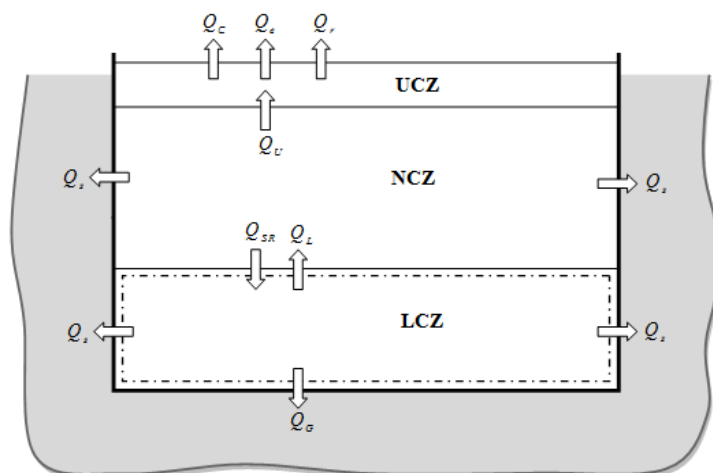 Q_C Q_e Q_r
UCZ
Q_U
Q_s NCZ Q_s
Q_SR Q_L
Q_s LCZ Q_s
Q_G